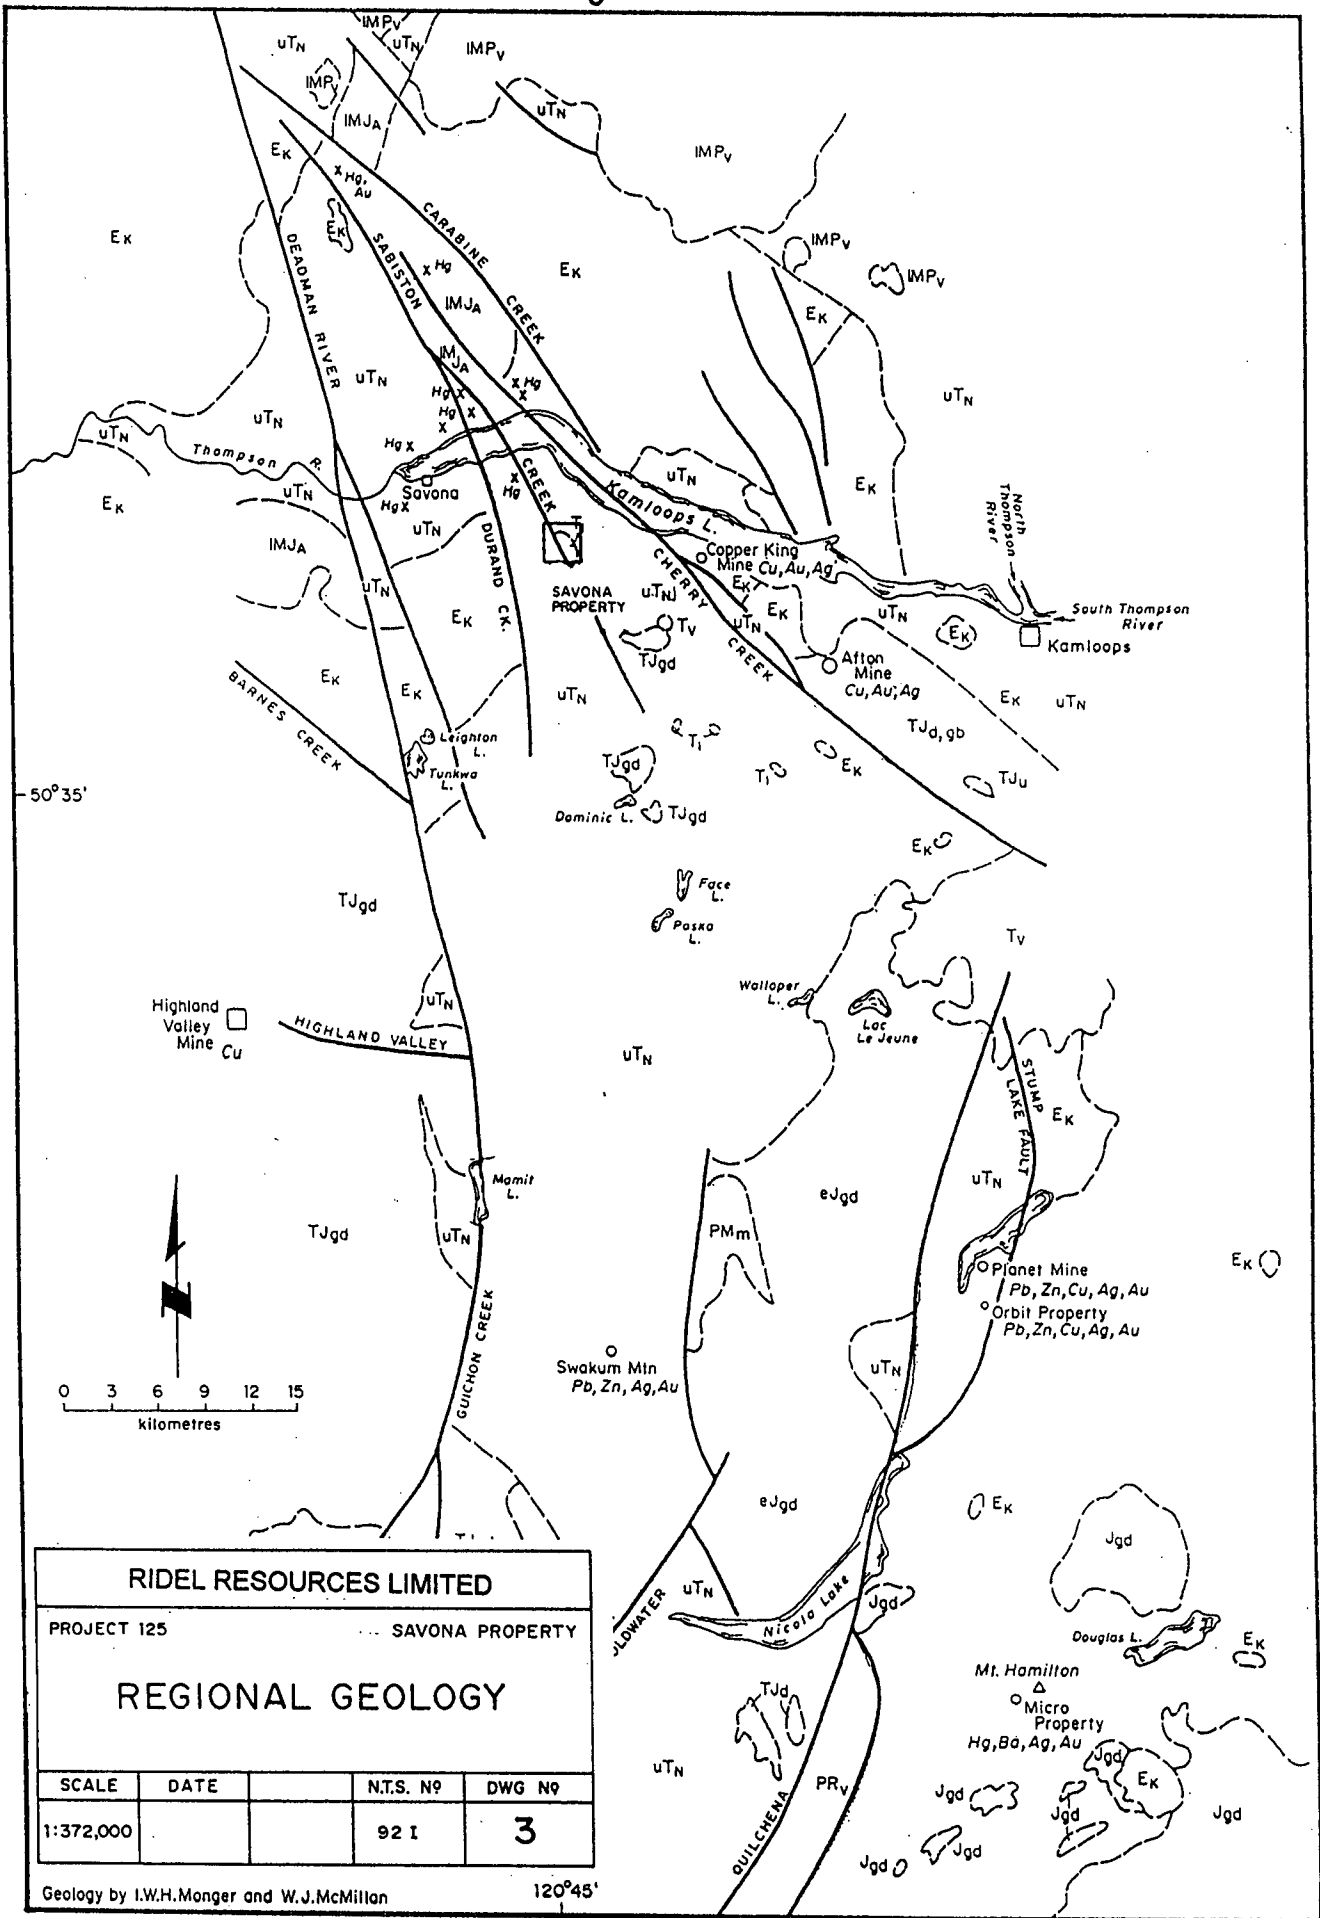 IMPv
uTN
uTN
IMPv
IMPv
uTN
IMJA
IMPv
EK
x Hg,
Au
CARABINE
CREEK
EK
EK
DEADMAN RIVER
SABISTON
CREEK
IMPv
IMPv
x Hg
EK
IMJA
EK
IMJA
uTN
x Hg
x
Hg x
Hg x
x
uTN
uTN
uTN
Hg x
Thompson R.
uTN
Kamloops L.
x
Hg
Savona
EK
uTN
Hg x
uTN
EK
North
Thompson
River
IMJA
DURAND CK.
CHERRY
CREEK
Copper King
Mine Cu, Au, Ag
uTN
SAVONA
PROPERTY
uTN
EK
EK
EK
uTN
uTN
South Thompson
River
EK
Tv
Kamloops
TJgd
Afton
Mine
Cu, Au, Ag
BARNES CREEK
EK
EK
uTN
EK
uTN
TJd,gb
Leighton
L.
Tunkwa
L.
T1
TJgd
T1
EK
TJu
50°35'
Dominic L.
TJgd
EK
TJgd
Face
L.
Paska
L.
Tv
Highland
Valley
Mine Cu
uTN
Walloper
L.
Lac
Le Jeune
HIGHLAND VALLEY
uTN
STUMP
LAKE FAULT
EK
Mamit
L.
eJgd
uTN
TJgd
uTN
PMm
EK
Planet Mine
Pb, Zn, Cu, Ag, Au
Orbit Property
Pb, Zn, Cu, Ag, Au
GUICHON CREEK
Swakum Mtn
Pb, Zn, Ag, Au
uTN
0 3 6 9 12 15
kilometres
eJgd
EK
Jgd
uTN
Nicola Lake
Jgd
OLDWATER
Douglas L.
EK
Mt. Hamilton
Micro
Property
Hg, Ba, Ag, Au
TJd
uTN
PRv
QUILCHENA
Jgd
EK
Jgd
Jgd
Jgd
Jgd
Jgd
RIDEL RESOURCES LIMITED
PROJECT 125 SAVONA PROPERTY
REGIONAL GEOLOGY
SCALE DATE N.T.S. Nº DWG Nº
1:372,000 92 I 3
Geology by I.W.H.Monger and W.J.McMillan
120°45'